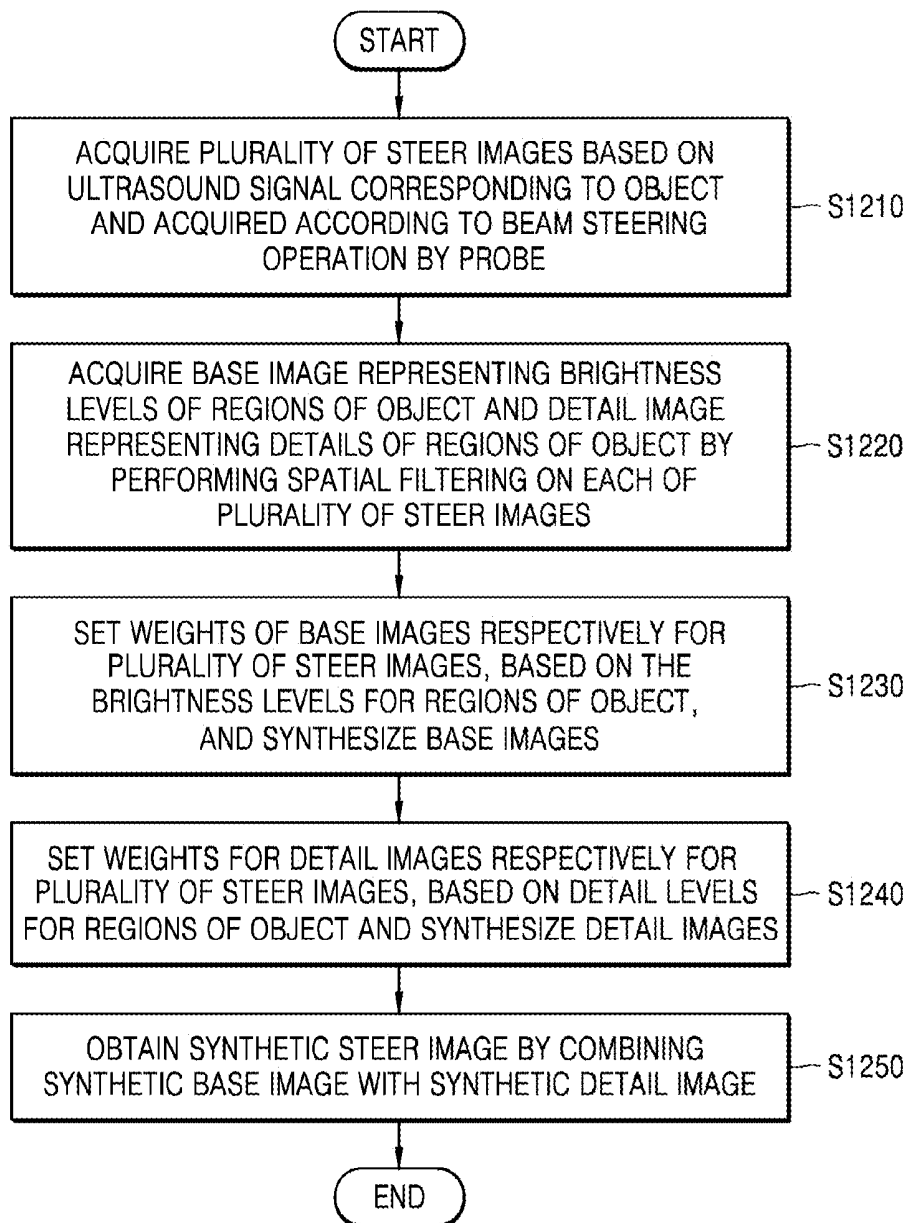 START
ACQUIRE PLURALITY OF STEER IMAGES BASED ON
ULTRASOUND SIGNAL CORRESPONDING TO OBJECT
AND ACQUIRED ACCORDING TO BEAM STEERING
OPERATION BY PROBE
S1210
ACQUIRE BASE IMAGE REPRESENTING BRIGHTNESS
LEVELS OF REGIONS OF OBJECT AND DETAIL IMAGE
REPRESENTING DETAILS OF REGIONS OF OBJECT BY
PERFORMING SPATIAL FILTERING ON EACH OF
PLURALITY OF STEER IMAGES
S1220
SET WEIGHTS OF BASE IMAGES RESPECTIVELY FOR
PLURALITY OF STEER IMAGES, BASED ON THE
BRIGHTNESS LEVELS FOR REGIONS OF OBJECT,
AND SYNTHESIZE BASE IMAGES
S1230
SET WEIGHTS FOR DETAIL IMAGES RESPECTIVELY FOR
PLURALITY OF STEER IMAGES, BASED ON DETAIL LEVELS
FOR REGIONS OF OBJECT AND SYNTHESIZE DETAIL IMAGES
S1240
OBTAIN SYNTHETIC STEER IMAGE BY COMBINING
SYNTHETIC BASE IMAGE WITH SYNTHETIC DETAIL IMAGE
S1250
END